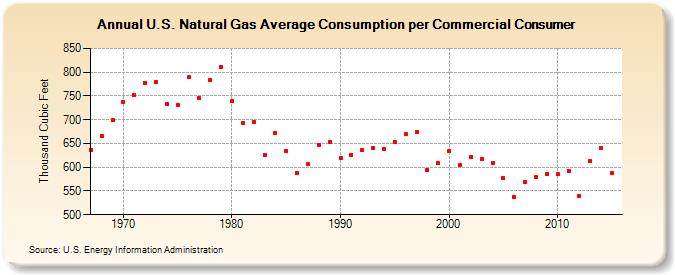 Annual U.S. Natural Gas Average Consumption per Commercial Consumer
Thousand Cubic Feet
850
800
750
700
650
600
550
500
1970 1980 1990 2000 2010
Source: U.S. Energy Information Administration